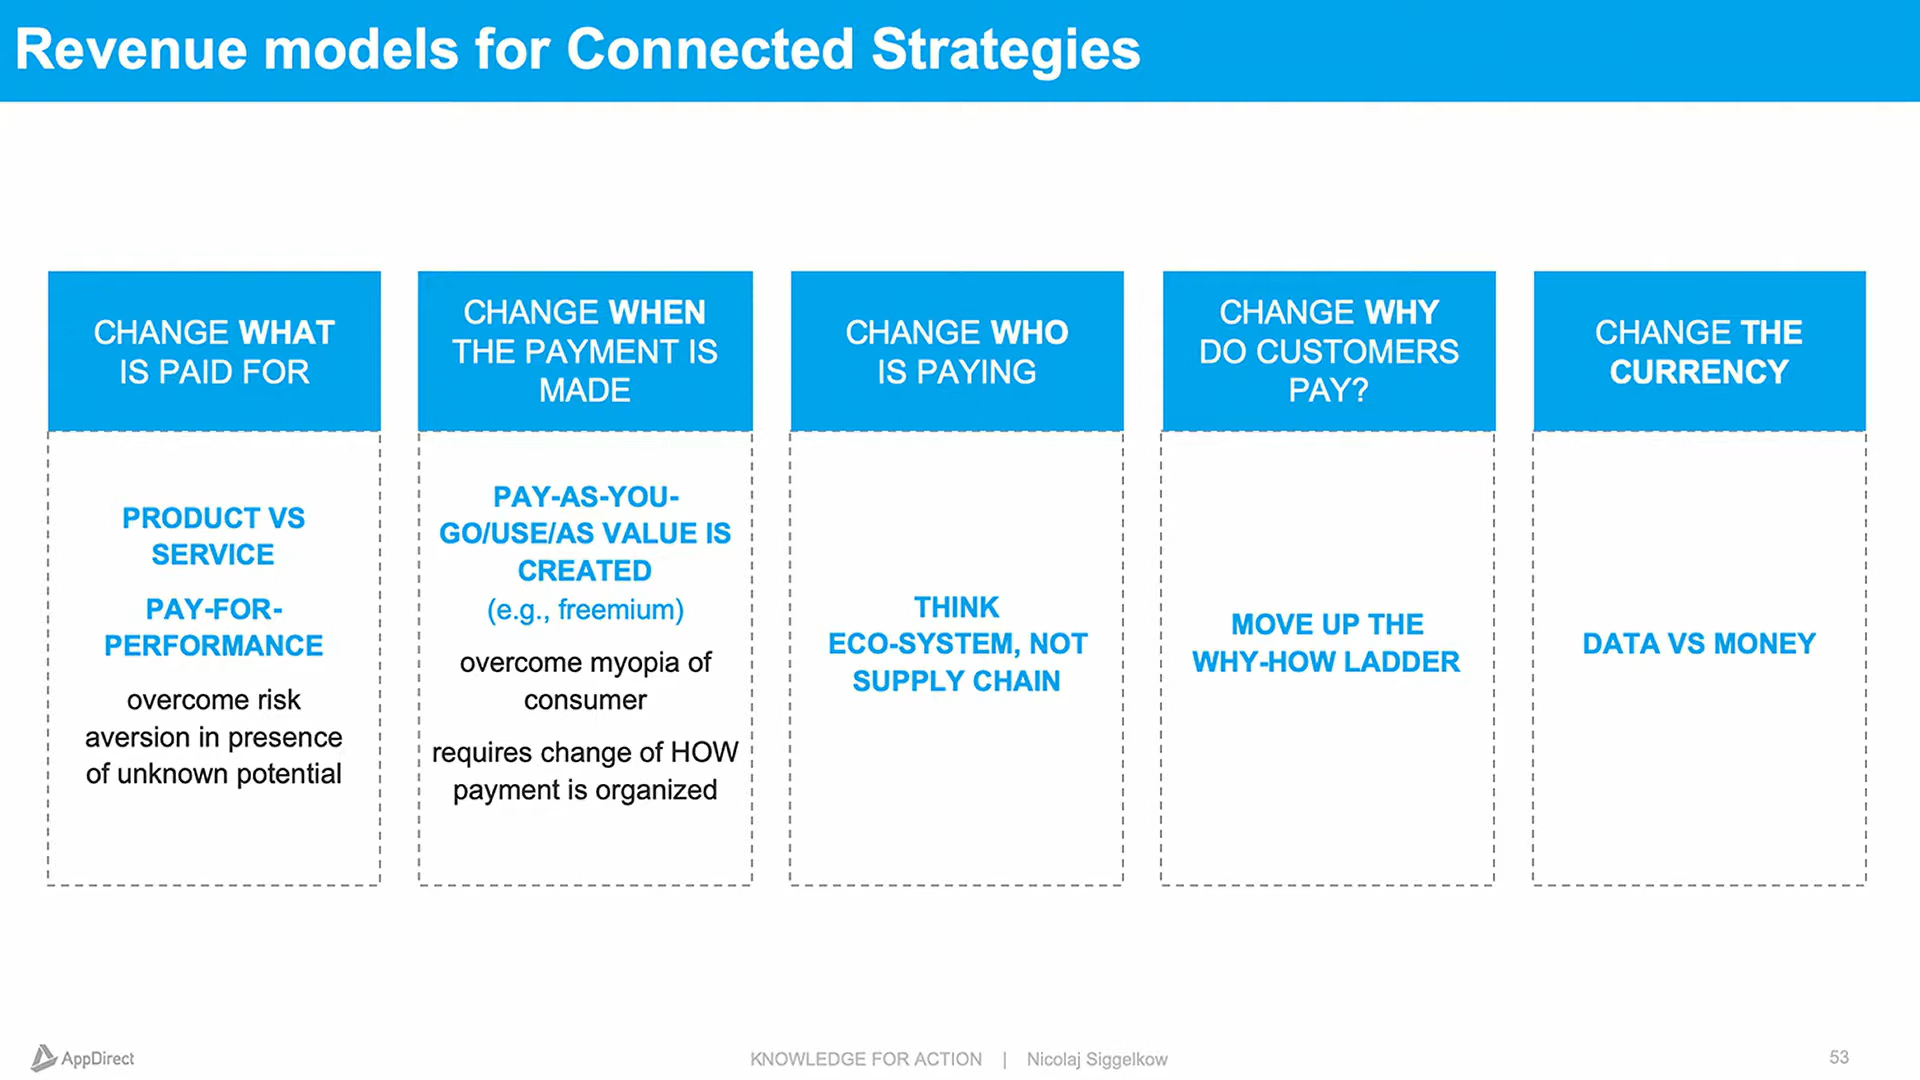 Revenue models for Connected Strategies
CHANGE WHAT
IS PAID FOR
PRODUCT VS
SERVICE
PAY-FOR-
PERFORMANCE
overcome risk
aversion in presence
of unknown potential
CHANGE WHEN
THE PAYMENT IS
MADE
PAY-AS-YOU-
GO/USE/AS VALUE IS
CREATED
(e.g., freemium)
overcome myopia of
consumer
requires change of HOW
payment is organized
CHANGE WHO
IS PAYING
THINK
ECO-SYSTEM, NOT
SUPPLY CHAIN
CHANGE WHY
DO CUSTOMERS
PAY?
MOVE UP THE
WHY-HOW LADDER
CHANGE THE
CURRENCY
DATA VS MONEY
AppDirect
KNOWLEDGE FOR ACTION | Nicolaj Siggelkow
53